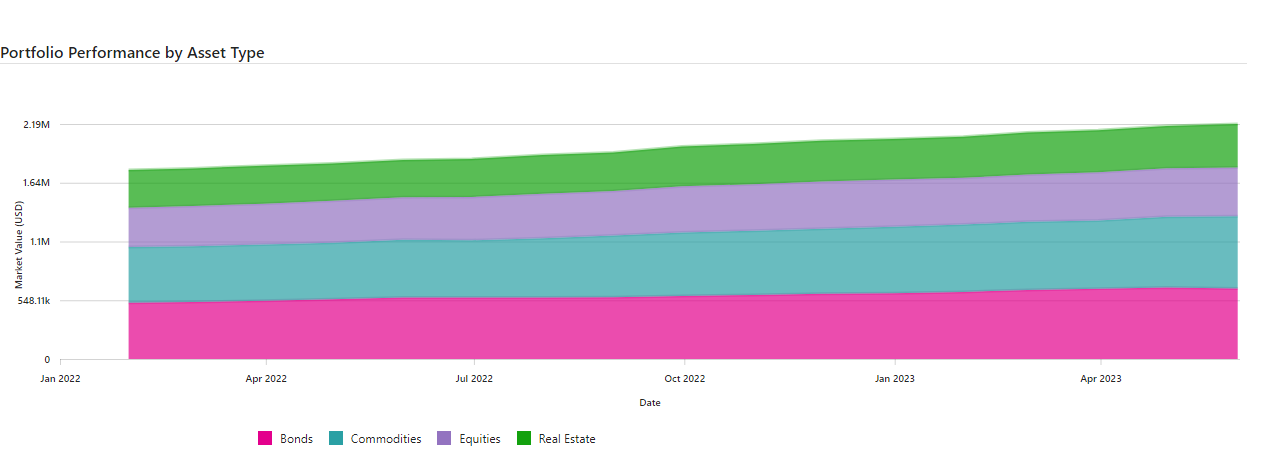 Portfolio Performance by Asset Type
2.19M
1.64M
1.1M
548.11k
0
Market Value (USD)
Jan 2022 Apr 2022 Jul 2022 Oct 2022 Jan 2023 Apr 2023
Date
Bonds Commodities Equities Real Estate